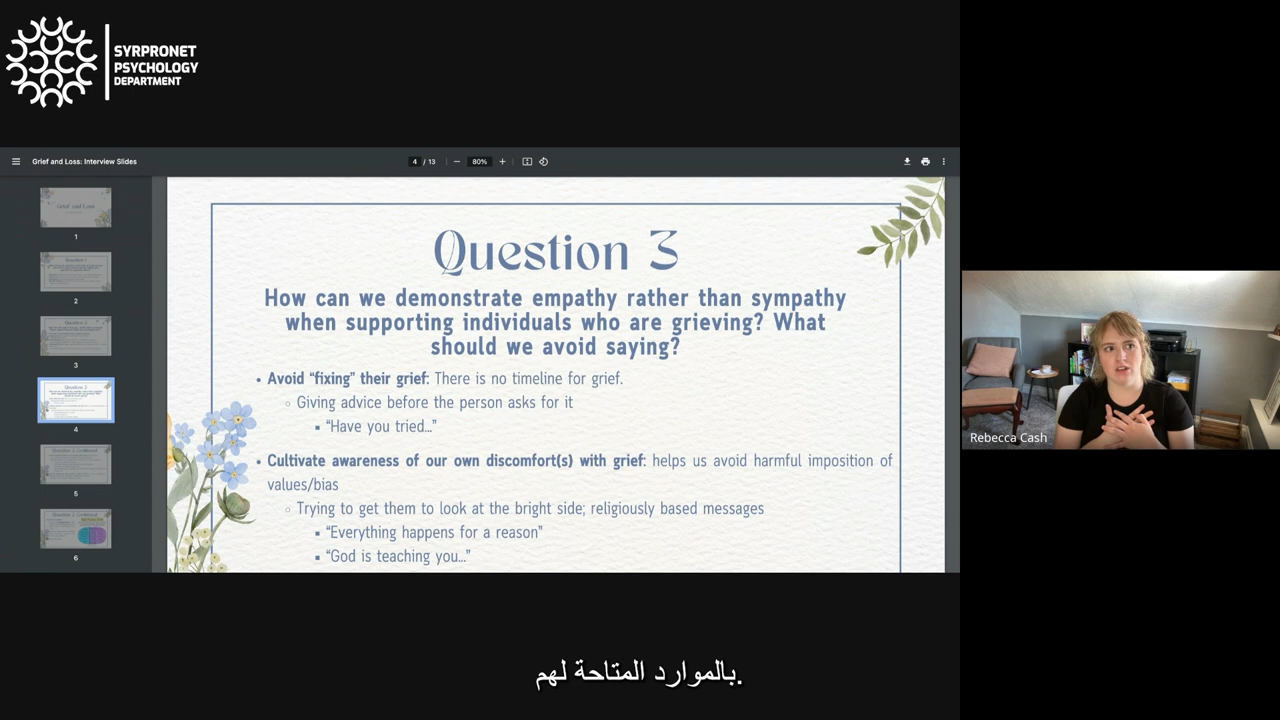 SYRPRONET
PSYCHOLOGY
DEPARTMENT
Grief and Loss: Interview Slides
4 / 13
80%
1
2
3
4
5
6
Question 3
How can we demonstrate empathy rather than sympathy
when supporting individuals who are grieving? What
should we avoid saying?
• Avoid “fixing” their grief: There is no timeline for grief.
Giving advice before the person asks for it
“Have you tried...”
• Cultivate awareness of our own discomfort(s) with grief: helps us avoid harmful imposition of
values/bias
Trying to get them to look at the bright side; religiously based messages
“Everything happens for a reason”
“God is teaching you...”
Rebecca Cash
بالموارد المتاحة لهم.